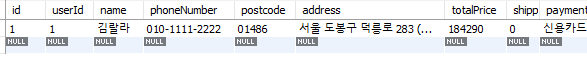 id userId name phoneNumber postcode address totalPrice shipp payment
1 1 김랄라 010-1111-2222 01486 서울 도봉구 덕릉로 283 (... 184290 0 신용카드
NULL NULL NULL NULL NULL NULL NULL NULL NULL